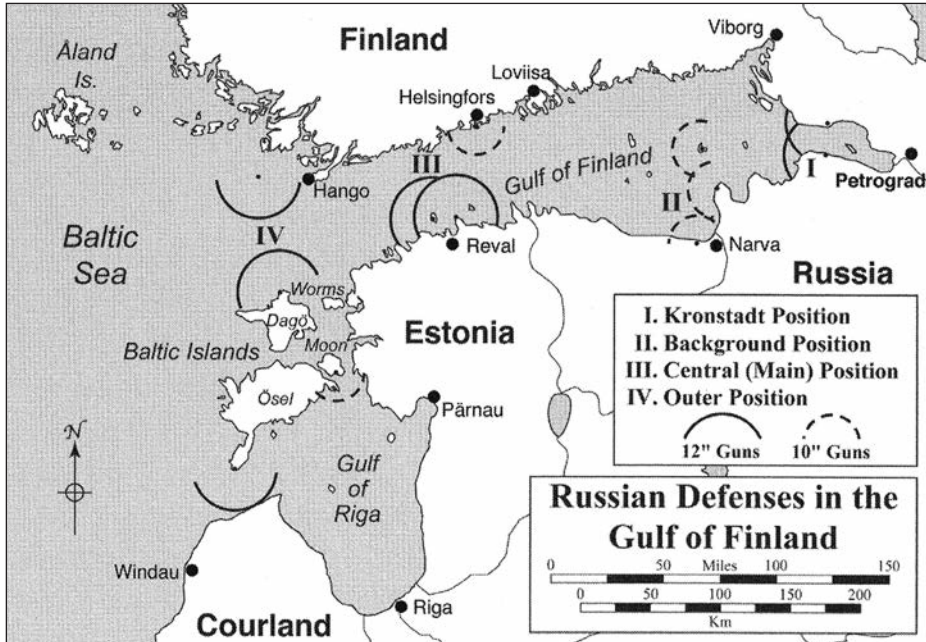 Åland
Is.
Finland
Viborg
Loviisa
Helsingfors
Hango
III
Gulf of Finland
I
Petrograd
II
IV
Baltic
Sea
Reval
Narva
Russia
Worms
Dagö
Moon
Baltic Islands
Estonia
Ösel
Pärnau
Gulf
of
Riga
N
Windau
Riga
Courland
I. Kronstadt Position
II. Background Position
III. Central (Main) Position
IV. Outer Position
12" Guns 10" Guns
Russian Defenses in the
Gulf of Finland
0 50 Miles 100 150
0 50 100 150 200
Km